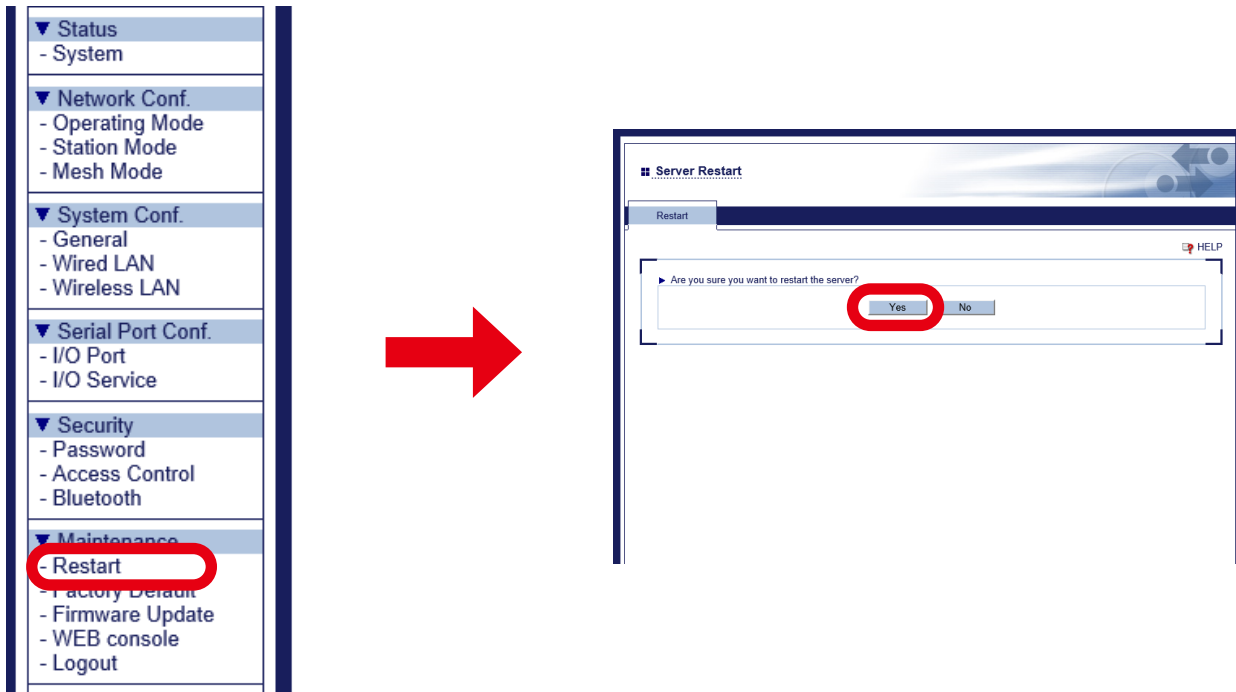 ▼ Status
- System
▼ Network Conf.
- Operating Mode
- Station Mode
- Mesh Mode
▼ System Conf.
- General
- Wired LAN
- Wireless LAN
▼ Serial Port Conf.
- I/O Port
- I/O Service
▼ Security
- Password
- Access Control
- Bluetooth
▼ Maintenance
- Restart
- Factory Default
- Firmware Update
- WEB console
- Logout
Server Restart
Restart
HELP
Are you sure you want to restart the server?
Yes No